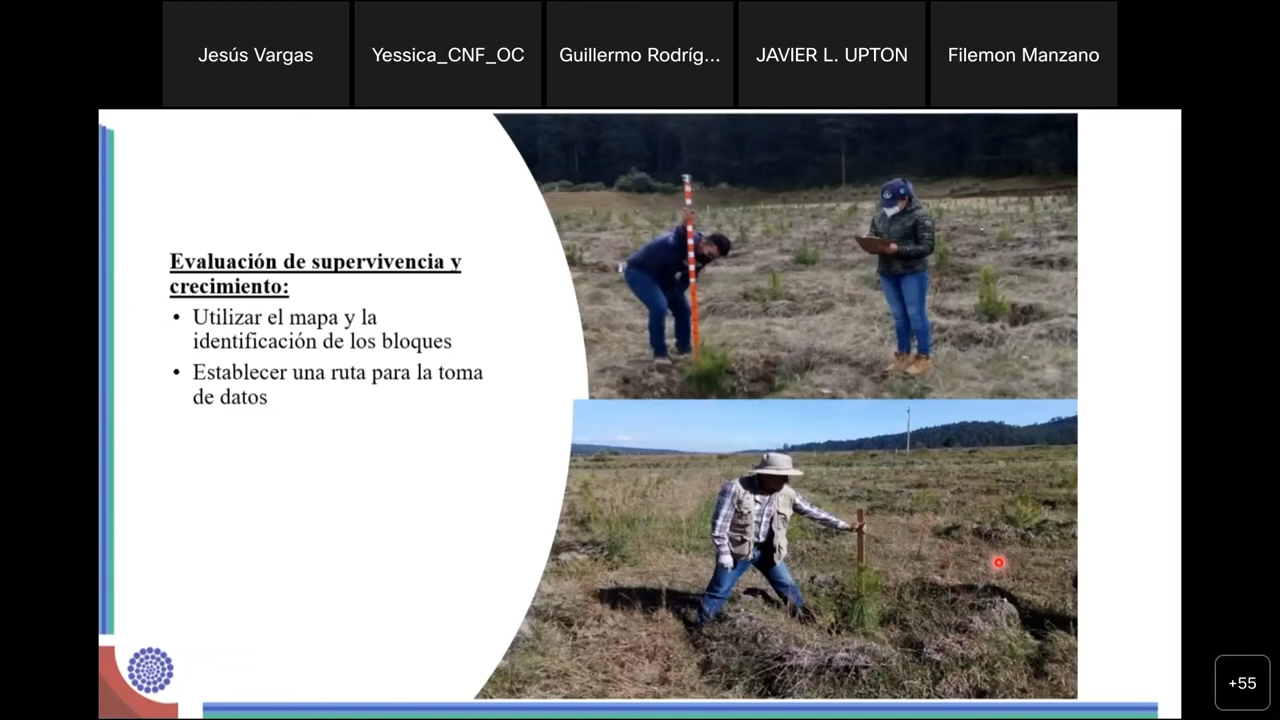 Jesús Vargas
Yessica_CNF_OC
Guillermo Rodríg...
JAVIER L. UPTON
Filemon Manzano
Evaluación de supervivencia y
crecimiento:
• Utilizar el mapa y la
identificación de los bloques
• Establecer una ruta para la toma
de datos
+55